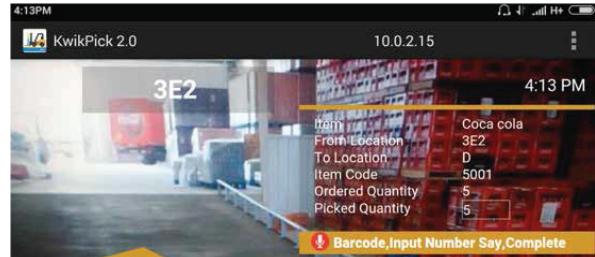 4:13PM
H+
KwikPick 2.0
10.0.2.15
3E2
4:13 PM
Item Coca cola
From Location 3E2
To Location D
Item Code 5001
Ordered Quantity 5
Picked Quantity 5
Barcode,Input Number Say,Complete